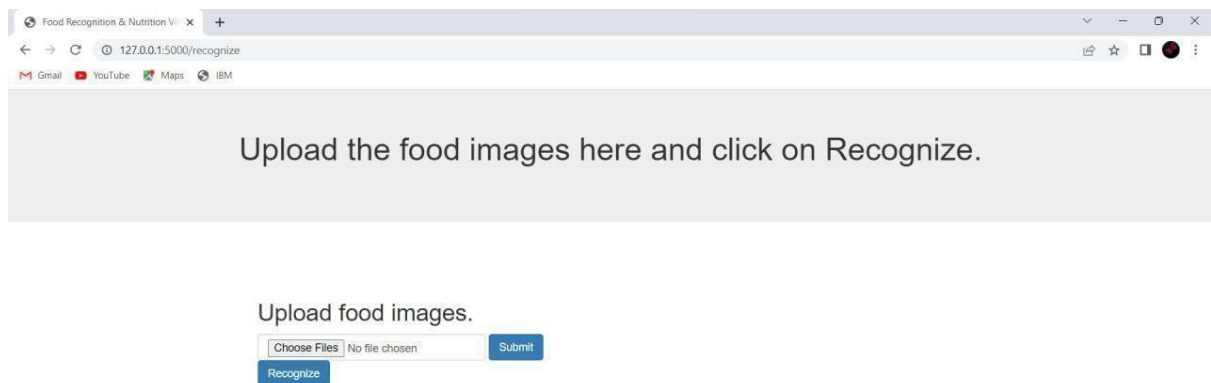 Food Recognition & Nutrition Vi
127.0.0.1:5000/recognize
Gmail YouTube Maps IBM
Upload the food images here and click on Recognize.
Upload food images.
Choose Files No file chosen Submit
Recognize